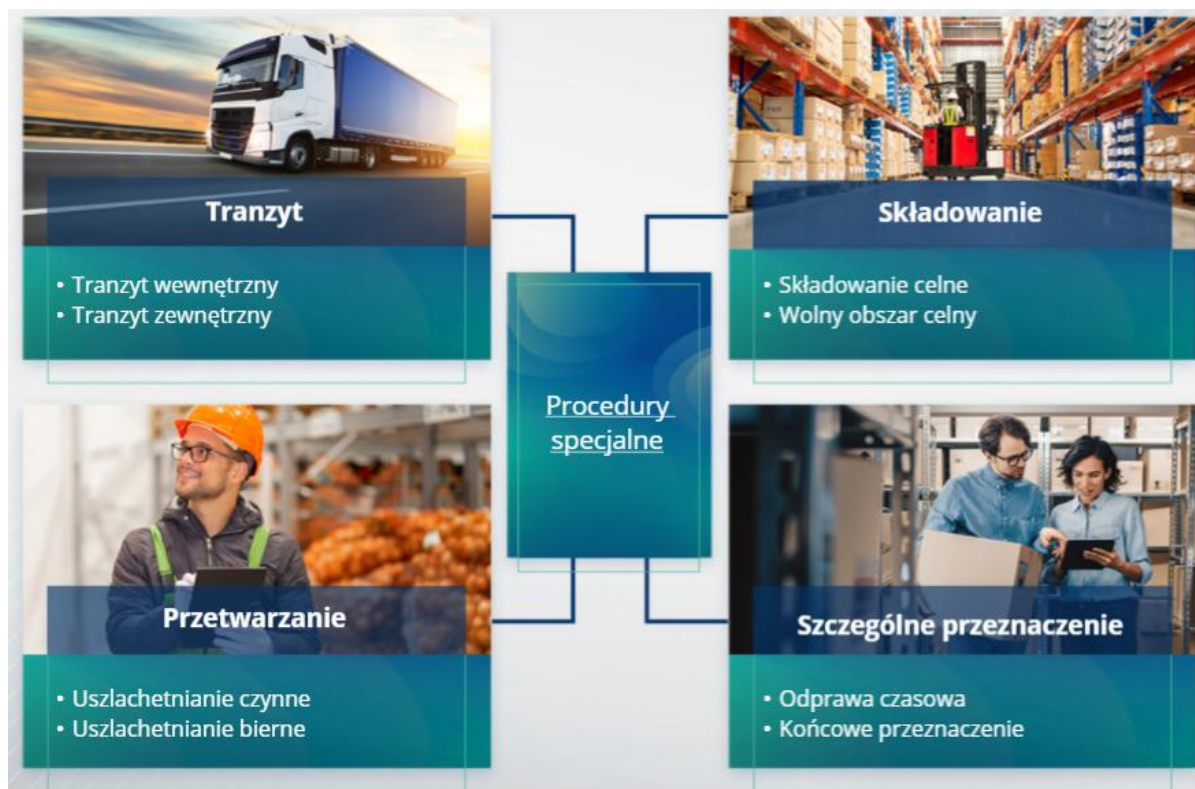 Tranzyt
• Tranzyt wewnętrzny
• Tranzyt zewnętrzny
Składowanie
• Składowanie celne
• Wolny obszar celny
Procedury
specjalne
Przetwarzanie
• Uszlachetnianie czynne
• Uszlachetnianie bierne
Szczególne przeznaczenie
• Odprawa czasowa
• Końcowe przeznaczenie